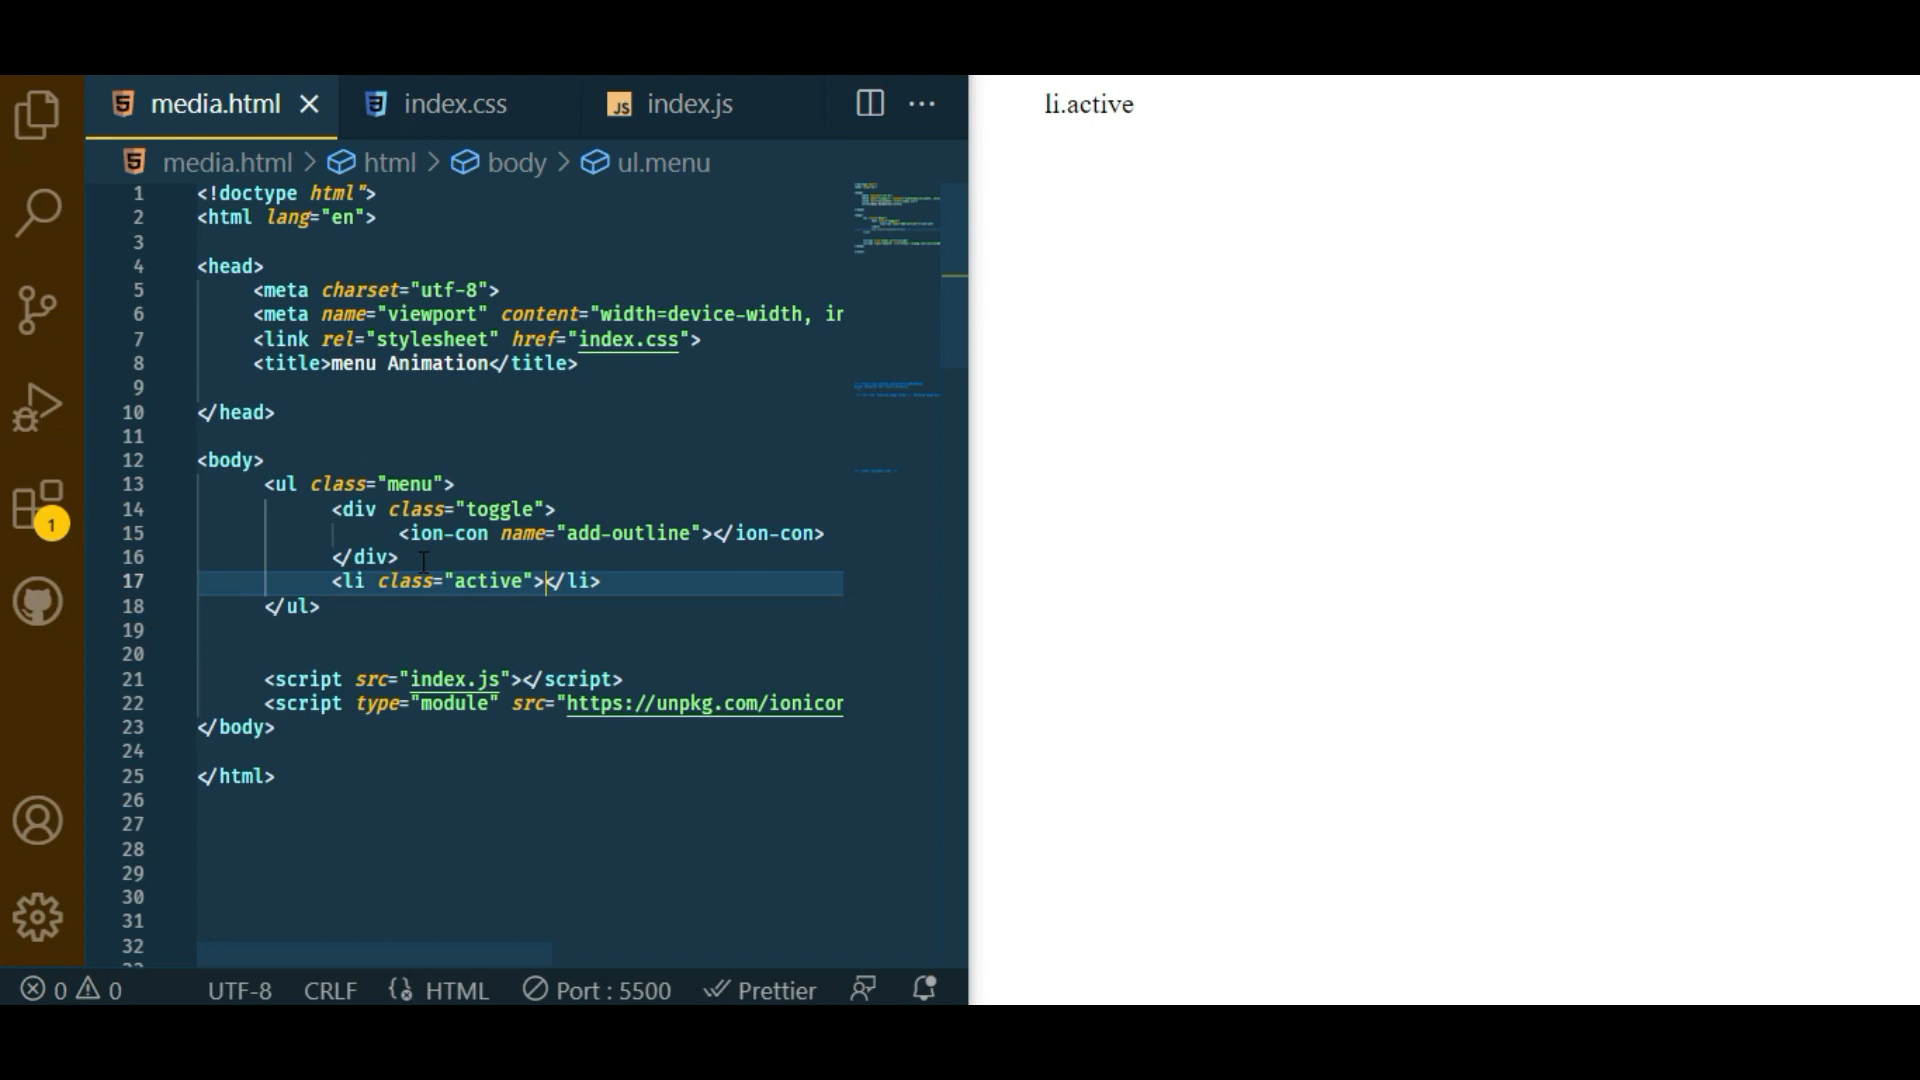 media.html
index.css
JS index.js
li.active
media.html > html > body > ul.menu
1 <!doctype html">
2 <html lang="en">
3
4 <head>
5 <meta charset="utf-8">
6 <meta name="viewport" content="width=device-width, in
7 <link rel="stylesheet" href="index.css">
8 <title>menu Animation</title>
9
10 </head>
11
12 <body>
13 <ul class="menu">
14 <div class="toggle">
15 <ion-con name="add-outline"></ion-con>
16 </div>
17 <li class="active"></li>
18 </ul>
19
20
21 <script src="index.js"></script>
22 <script type="module" src="https://unpkg.com/ionicon
23 </body>
24
25 </html>
26
27
28
29
30
31
32
1
0 0 UTF-8 CRLF HTML Port : 5500 Prettier